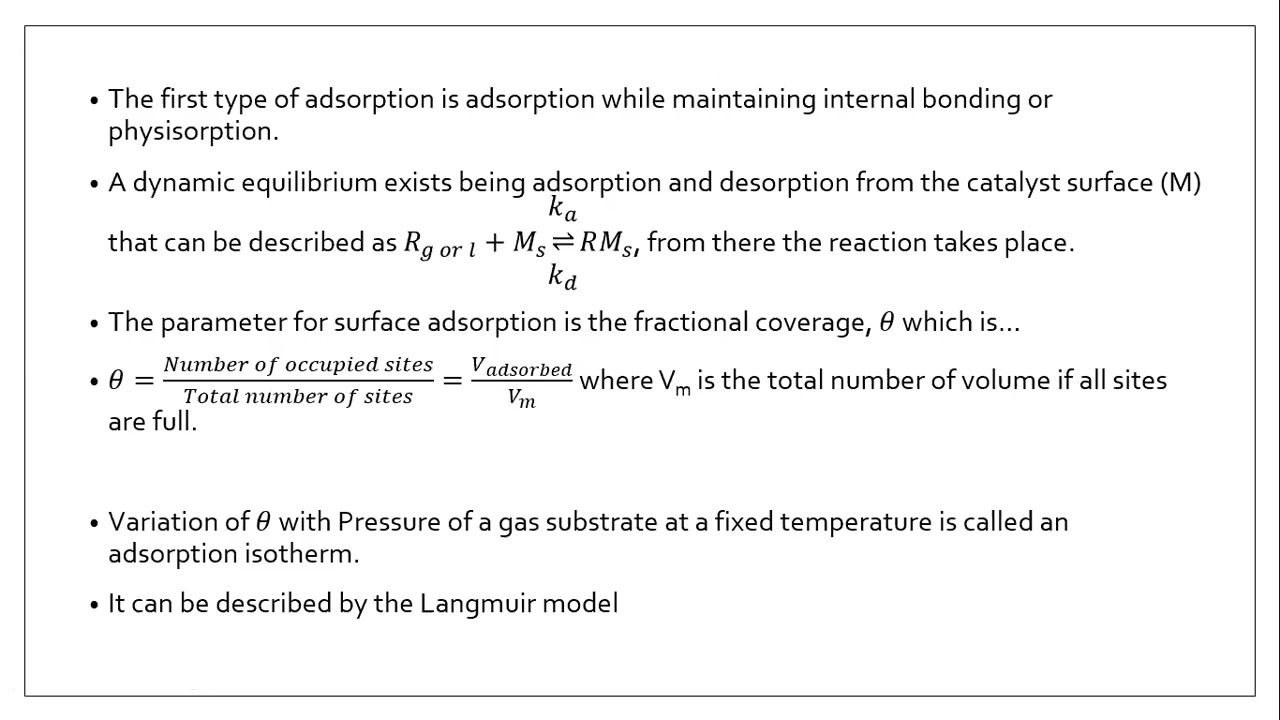 • The first type of adsorption is adsorption while maintaining internal bonding or
physisorption.
• A dynamic equilibrium exists being adsorption and desorption from the catalyst surface (M)
k_a
that can be described as R_{g or l} + M_s ⇌ RM_s, from there the reaction takes place.
k_d
• The parameter for surface adsorption is the fractional coverage, θ which is...
• θ = \frac{Number of occupied sites}{Total number of sites} = \frac{V_{adsorbed}}{V_m} where V_m is the total number of volume if all sites
are full.
• Variation of θ with Pressure of a gas substrate at a fixed temperature is called an
adsorption isotherm.
• It can be described by the Langmuir model